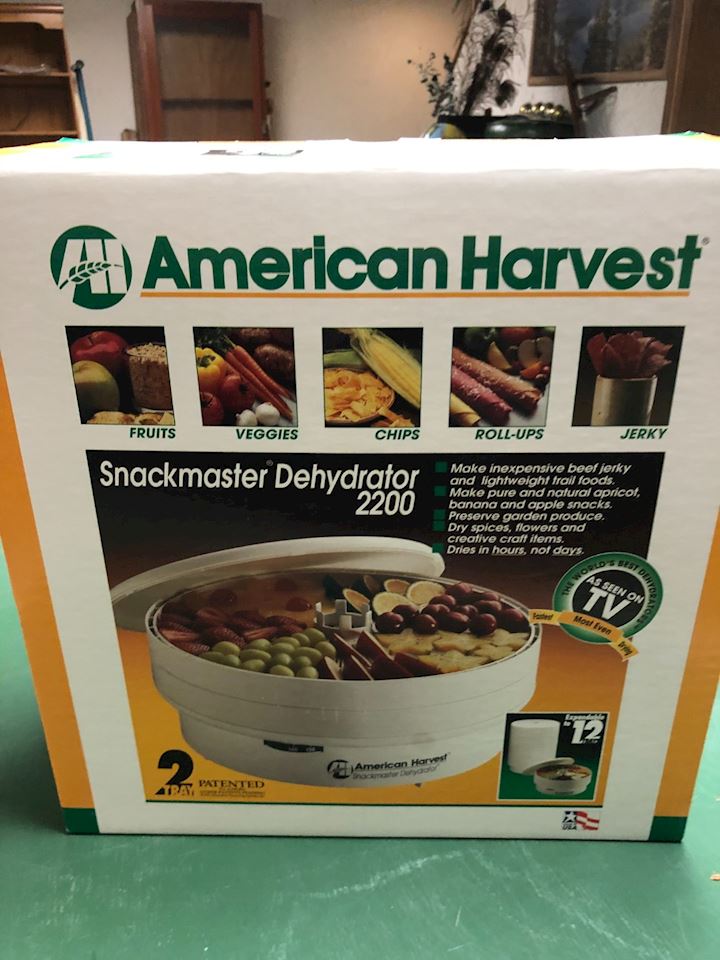 AH American Harvest®
FRUITS
VEGGIES
CHIPS
ROLL-UPS
JERKY
Snackmaster® Dehydrator
2200
Make inexpensive beef jerky
and lightweight trail foods.
Make pure and natural apricot,
banana and apple snacks.
Preserve garden produce.
Dry spices, flowers and
creative craft items.
Dries in hours, not days.
THE WORLD'S BEST DEHYDRATORS
AS SEEN ON
TV
Fastest Most Even Drying
Expandable
to 12
AH American Harvest
Snackmaster Dehydrator
2
TRAY
PATENTED
USA